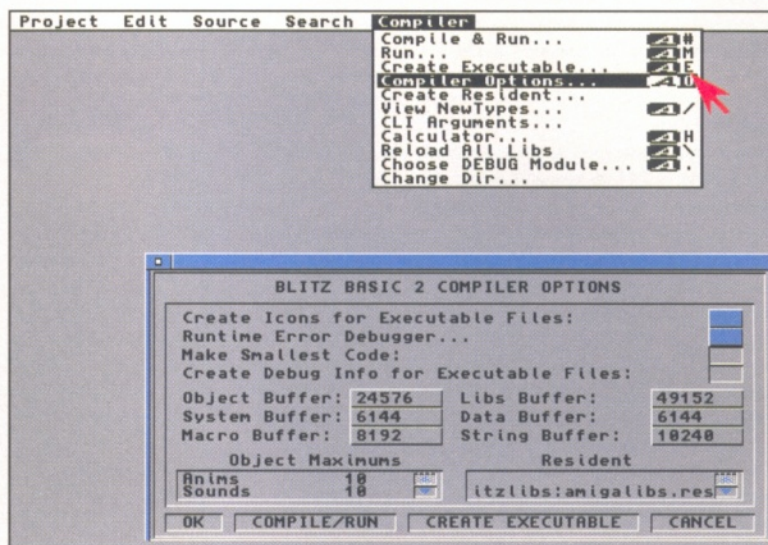 Project Edit Source Search Compiler
Compile & Run... A#
Run... AM
Create Executable... AE
Compiler Options... AO
Create Resident...
View NewTypes... A/
CLI Arguments...
Calculator... AH
Reload All Libs A\
Choose DEBUG Module... A.
Change Dir...
BLITZ BASIC 2 COMPILER OPTIONS
Create Icons for Executable Files:
Runtime Error Debugger...
Make Smallest Code:
Create Debug Info for Executable Files:
Object Buffer: 24576 Libs Buffer: 49152
System Buffer: 6144 Data Buffer: 6144
Macro Buffer: 8192 String Buffer: 10240
Object Maximums Resident
Anims 10
Sounds 10 itzlibs:amigalibs.res
OK COMPILE/RUN CREATE EXECUTABLE CANCEL